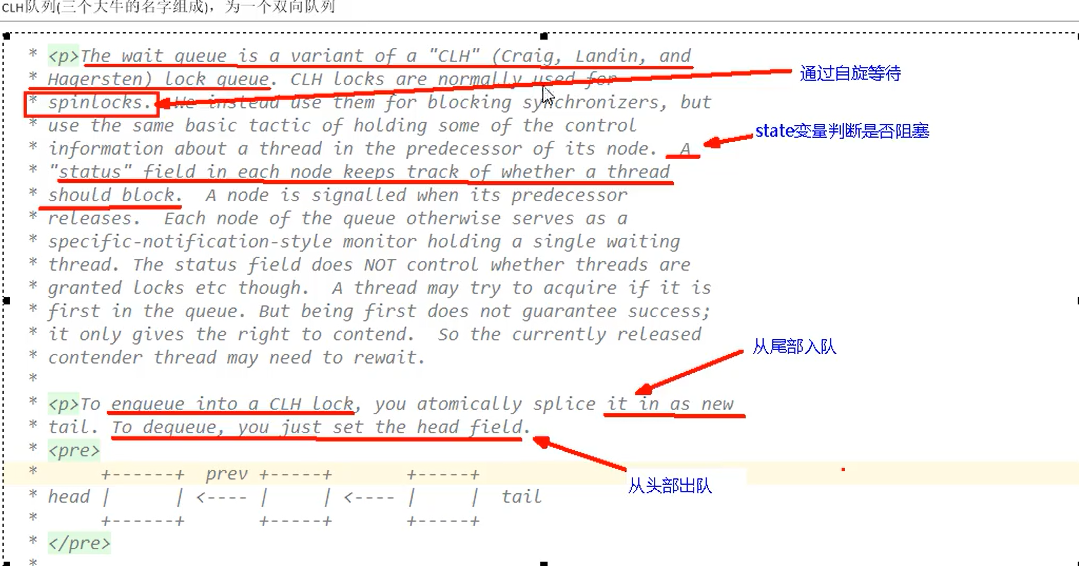 CLH队列(三个大牛的名字组成)，为一个双向队列
* <p>The wait queue is a variant of a "CLH" (Craig, Landin, and
* Hagersten) lock queue. CLH locks are normally used for
通过自旋等待
* spinlocks. We instead use them for blocking synchronizers, but
* use the same basic tactic of holding some of the control
state变量判断是否阻塞
* information about a thread in the predecessor of its node.  A
* "status" field in each node keeps track of whether a thread
* should block.  A node is signalled when its predecessor
* releases.  Each node of the queue otherwise serves as a
* specific-notification-style monitor holding a single waiting
* thread. The status field does NOT control whether threads are
* granted locks etc though.  A thread may try to acquire if it is
* first in the queue. But being first does not guarantee success;
* it only gives the right to contend.  So the currently released
* contender thread may need to rewait.
从尾部入队
*
* <p>To enqueue into a CLH lock, you atomically splice it in as new
* tail. To dequeue, you just set the head field.
* <pre>
*      +------+  prev +-----+       +-----+
从头部出队
* head |      | <---- |     | <---- |     |  tail
*      +------+       +-----+       +-----+
* </pre>
*